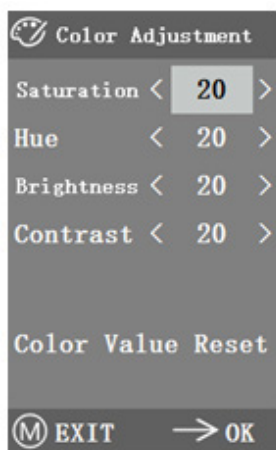 Color Adjustment
Saturation < 20 >
Hue < 20 >
Brightness < 20 >
Contrast < 20 >
Color Value Reset
M EXIT → OK